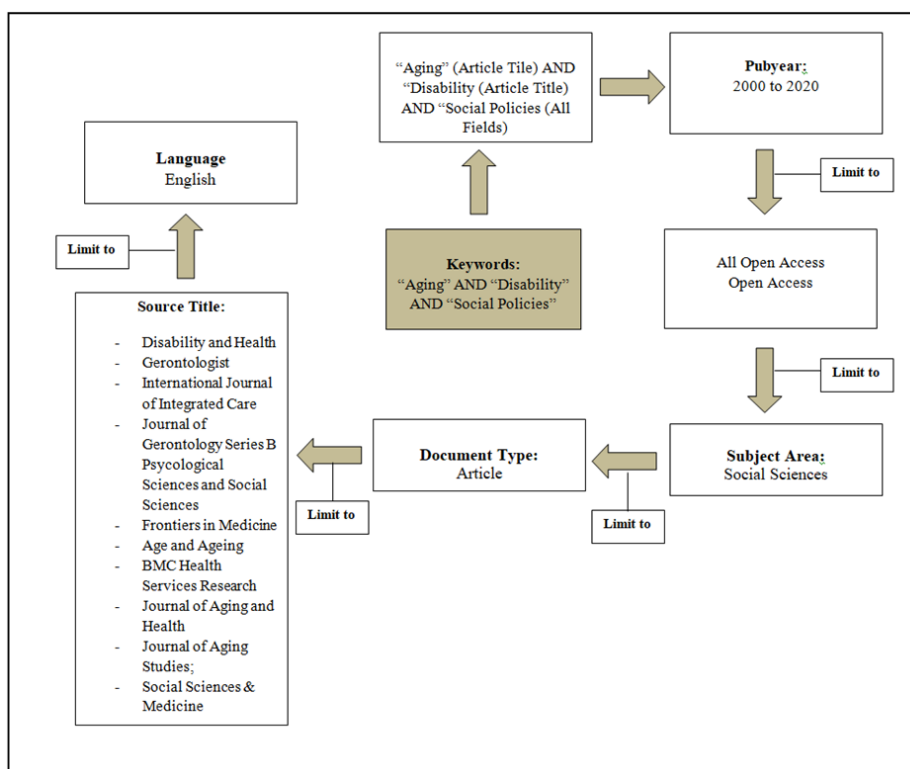 Keywords:
“Aging” AND “Disability”
AND “Social Policies”
“Aging” (Article Tile) AND
“Disability (Article Title)
AND “Social Policies (All
Fields)
Pubyear:
2000 to 2020
Limit to
All Open Access
Open Access
Limit to
Subject Area:
Social Sciences
Limit to
Document Type:
Article
Limit to
Source Title:
- Disability and Health
- Gerontologist
- International Journal
of Integrated Care
- Journal of
Gerontology Series B
Psycological
Sciences and Social
Sciences
- Frontiers in Medicine
- Age and Ageing
- BMC Health
Services Research
- Journal of Aging and
Health
- Journal of Aging
Studies;
- Social Sciences &
Medicine
Limit to
Language
English